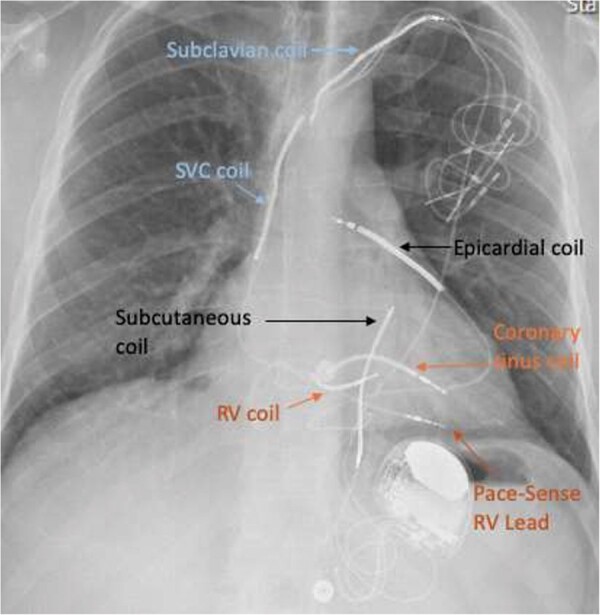 Sta
Subclavian coil
SVC coil
Epicardial coil
Subcutaneous
coil
Coronary
sinus coil
RV coil
Pace-Sense
RV Lead